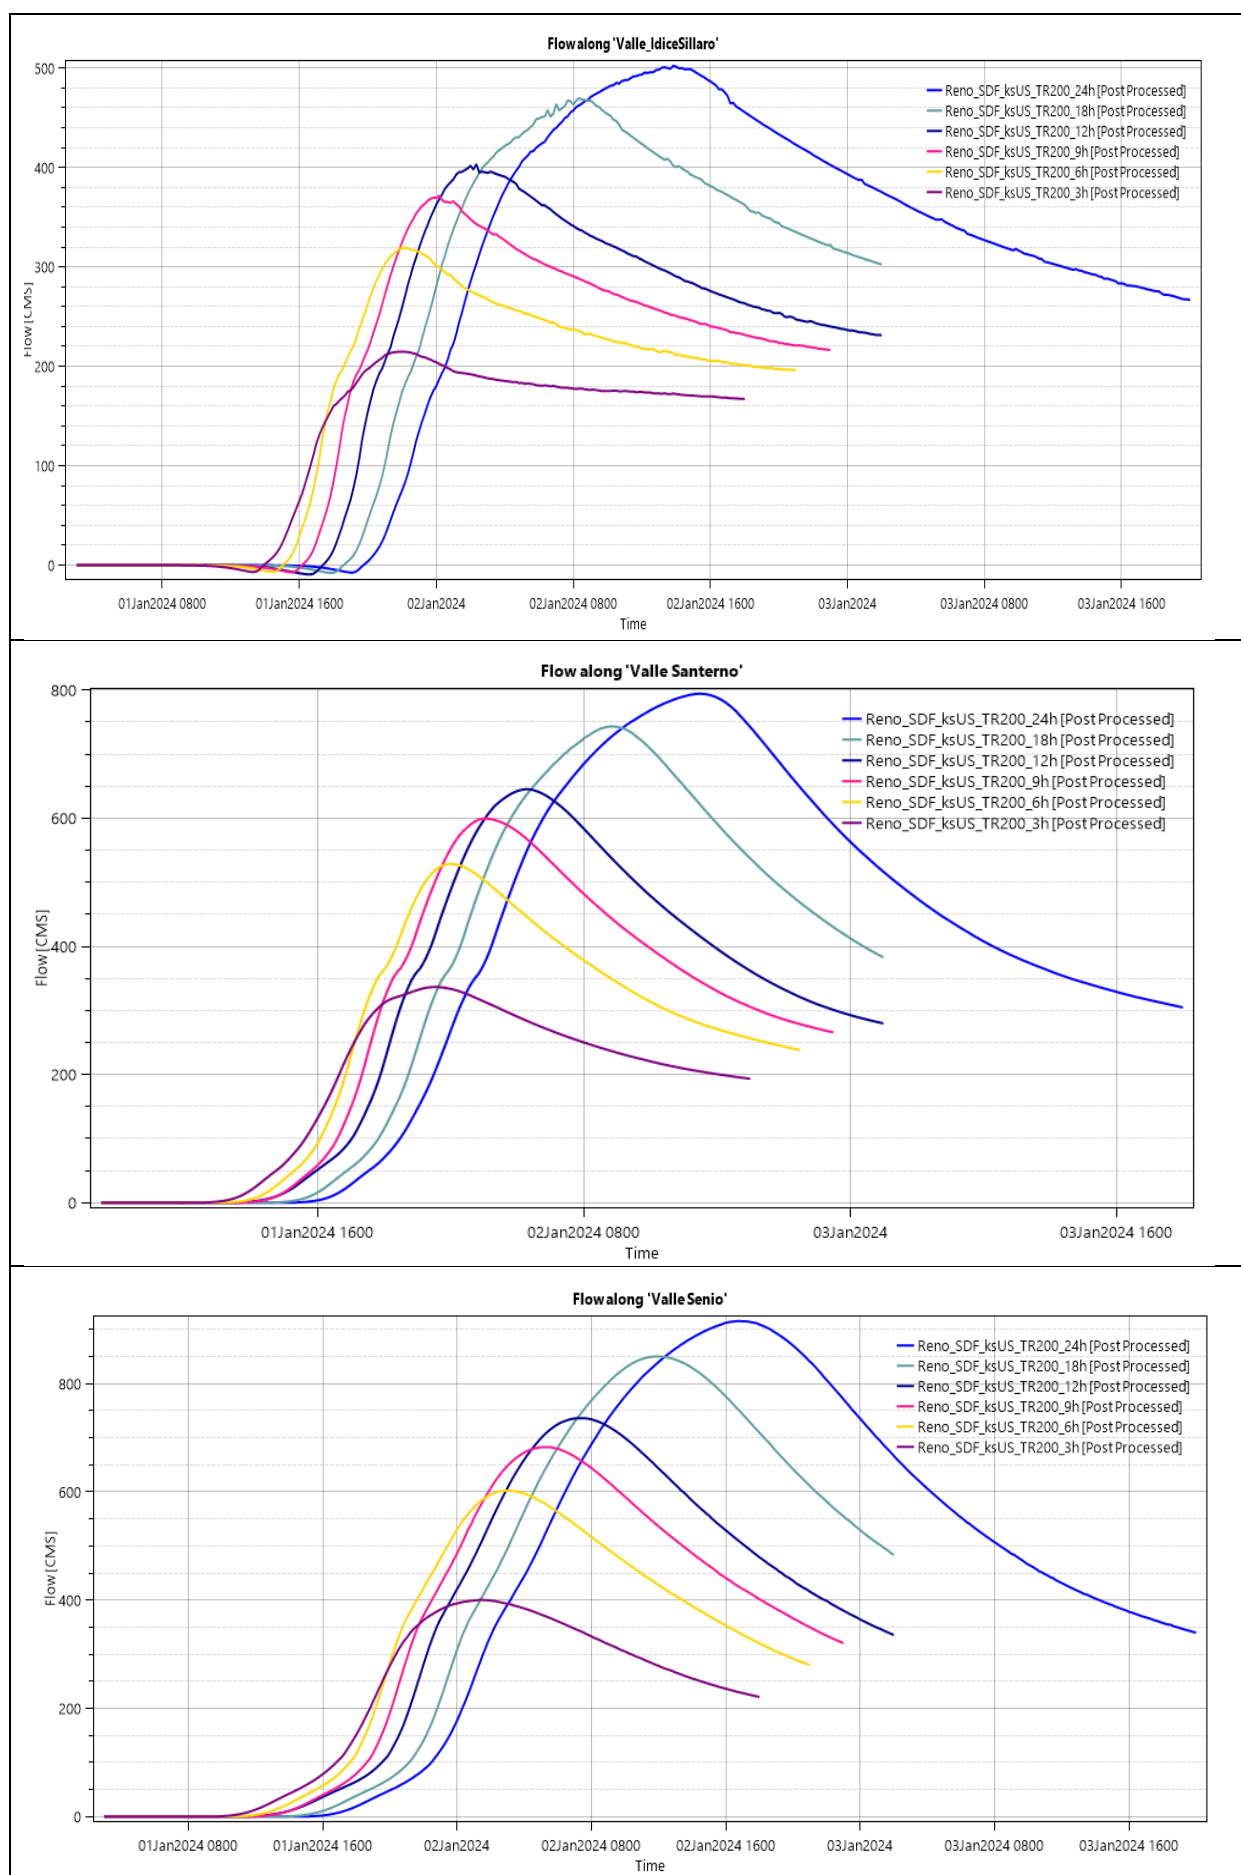 Flow along 'Valle_IdiceSillaro'
500
400
300
200
100
0
Flow [CMS]
Reno_SDF_ksUS_TR200_24h [Post Processed]
Reno_SDF_ksUS_TR200_18h [Post Processed]
Reno_SDF_ksUS_TR200_12h [Post Processed]
Reno_SDF_ksUS_TR200_9h [Post Processed]
Reno_SDF_ksUS_TR200_6h [Post Processed]
Reno_SDF_ksUS_TR200_3h [Post Processed]
01Jan2024 0800 01Jan2024 1600 02Jan2024 02Jan2024 0800 02Jan2024 1600 03Jan2024 03Jan2024 0800 03Jan2024 1600
Time
Flow along 'Valle Santerno'
800
600
400
200
0
Flow [CMS]
Reno_SDF_ksUS_TR200_24h [Post Processed]
Reno_SDF_ksUS_TR200_18h [Post Processed]
Reno_SDF_ksUS_TR200_12h [Post Processed]
Reno_SDF_ksUS_TR200_9h [Post Processed]
Reno_SDF_ksUS_TR200_6h [Post Processed]
Reno_SDF_ksUS_TR200_3h [Post Processed]
01Jan2024 1600 02Jan2024 0800 03Jan2024 03Jan2024 1600
Time
Flow along 'Valle Senio'
800
600
400
200
0
Flow [CMS]
Reno_SDF_ksUS_TR200_24h [Post Processed]
Reno_SDF_ksUS_TR200_18h [Post Processed]
Reno_SDF_ksUS_TR200_12h [Post Processed]
Reno_SDF_ksUS_TR200_9h [Post Processed]
Reno_SDF_ksUS_TR200_6h [Post Processed]
Reno_SDF_ksUS_TR200_3h [Post Processed]
01Jan2024 0800 01Jan2024 1600 02Jan2024 02Jan2024 0800 02Jan2024 1600 03Jan2024 03Jan2024 0800 03Jan2024 1600
Time